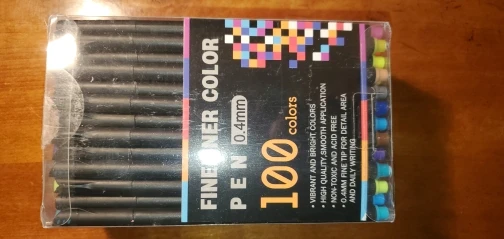 FINELINER COLOR
PEN 0.4mm
100 colors
• VIBRANT AND BRIGHT COLORS
• HIGH QUALITY, SMOOTH APPLICATION
• NON-TOXIC AND ACID FREE
• 0.4MM FINE TIP FOR DETAIL AREA
AND DAILY WRITING